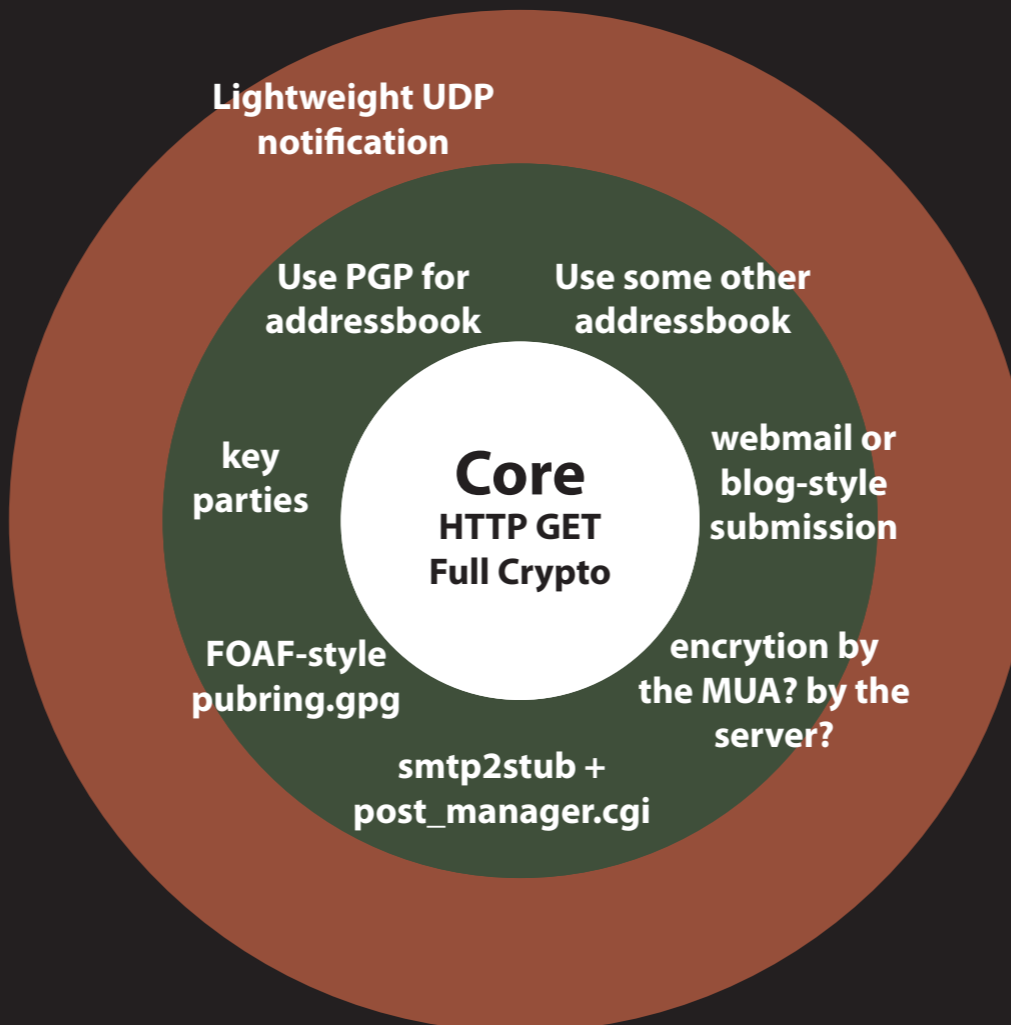 Lightweight UDP
notification
Use PGP for
addressbook
Use some other
addressbook
key
parties
Core
HTTP GET
Full Crypto
webmail or
blog-style
submission
FOAF-style
pubring.gpg
encrytion by
the MUA? by the
server?
smtp2stub +
post_manager.cgi